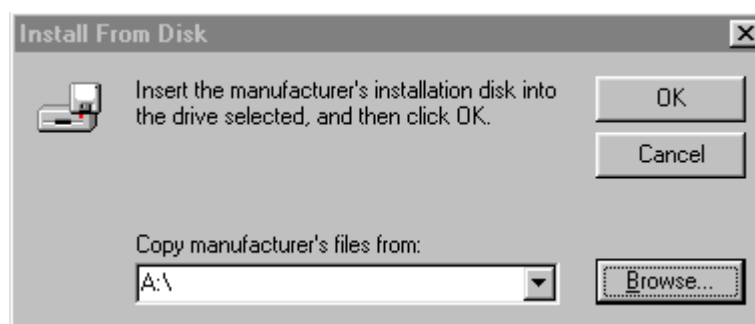 Install From Disk
Insert the manufacturer's installation disk into
the drive selected, and then click OK.
OK
Cancel
Copy manufacturer's files from:
A:\
Browse...